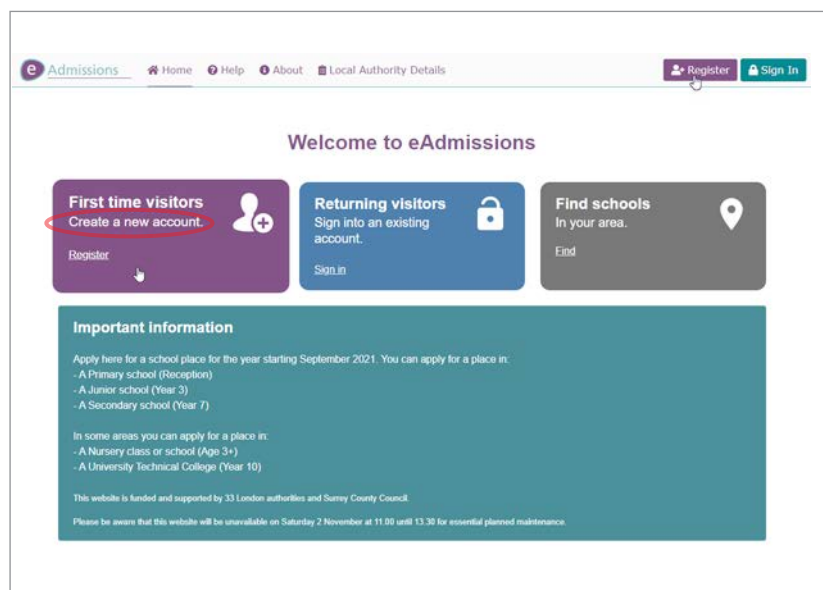 e Admissions Home Help About Local Authority Details Register Sign In
Welcome to eAdmissions
First time visitors
Create a new account.
Register
Returning visitors
Sign into an existing
account.
Sign in
Find schools
In your area.
Find
Important information
Apply here for a school place for the year starting September 2021. You can apply for a place in:
- A Primary school (Reception)
- A Junior school (Year 3)
- A Secondary school (Year 7)
In some areas you can apply for a place in:
- A Nursery class or school (Age 3+)
- A University Technical College (Year 10)
This website is funded and supported by 33 London authorities and Surrey County Council.
Please be aware that this website will be unavailable on Saturday 2 November at 11.00 until 13.30 for essential planned maintenance.